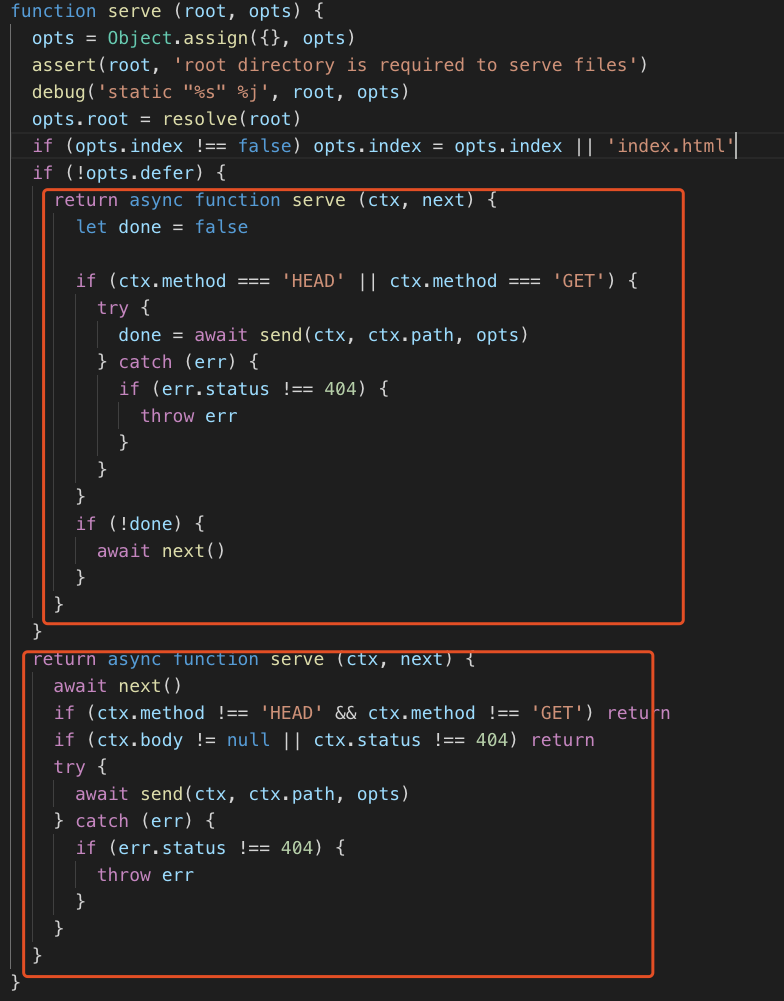 function serve (root, opts) {
  opts = Object.assign({}, opts)
  assert(root, 'root directory is required to serve files')
  debug('static "%s" %j', root, opts)
  opts.root = resolve(root)
  if (opts.index !== false) opts.index = opts.index || 'index.html'
  if (!opts.defer) {
    return async function serve (ctx, next) {
      let done = false

      if (ctx.method === 'HEAD' || ctx.method === 'GET') {
        try {
          done = await send(ctx, ctx.path, opts)
        } catch (err) {
          if (err.status !== 404) {
            throw err
          }
        }
      }
      if (!done) {
        await next()
      }
    }
  }
  return async function serve (ctx, next) {
    await next()
    if (ctx.method !== 'HEAD' && ctx.method !== 'GET') return
    if (ctx.body != null || ctx.status !== 404) return
    try {
      await send(ctx, ctx.path, opts)
    } catch (err) {
      if (err.status !== 404) {
        throw err
      }
    }
  }
}